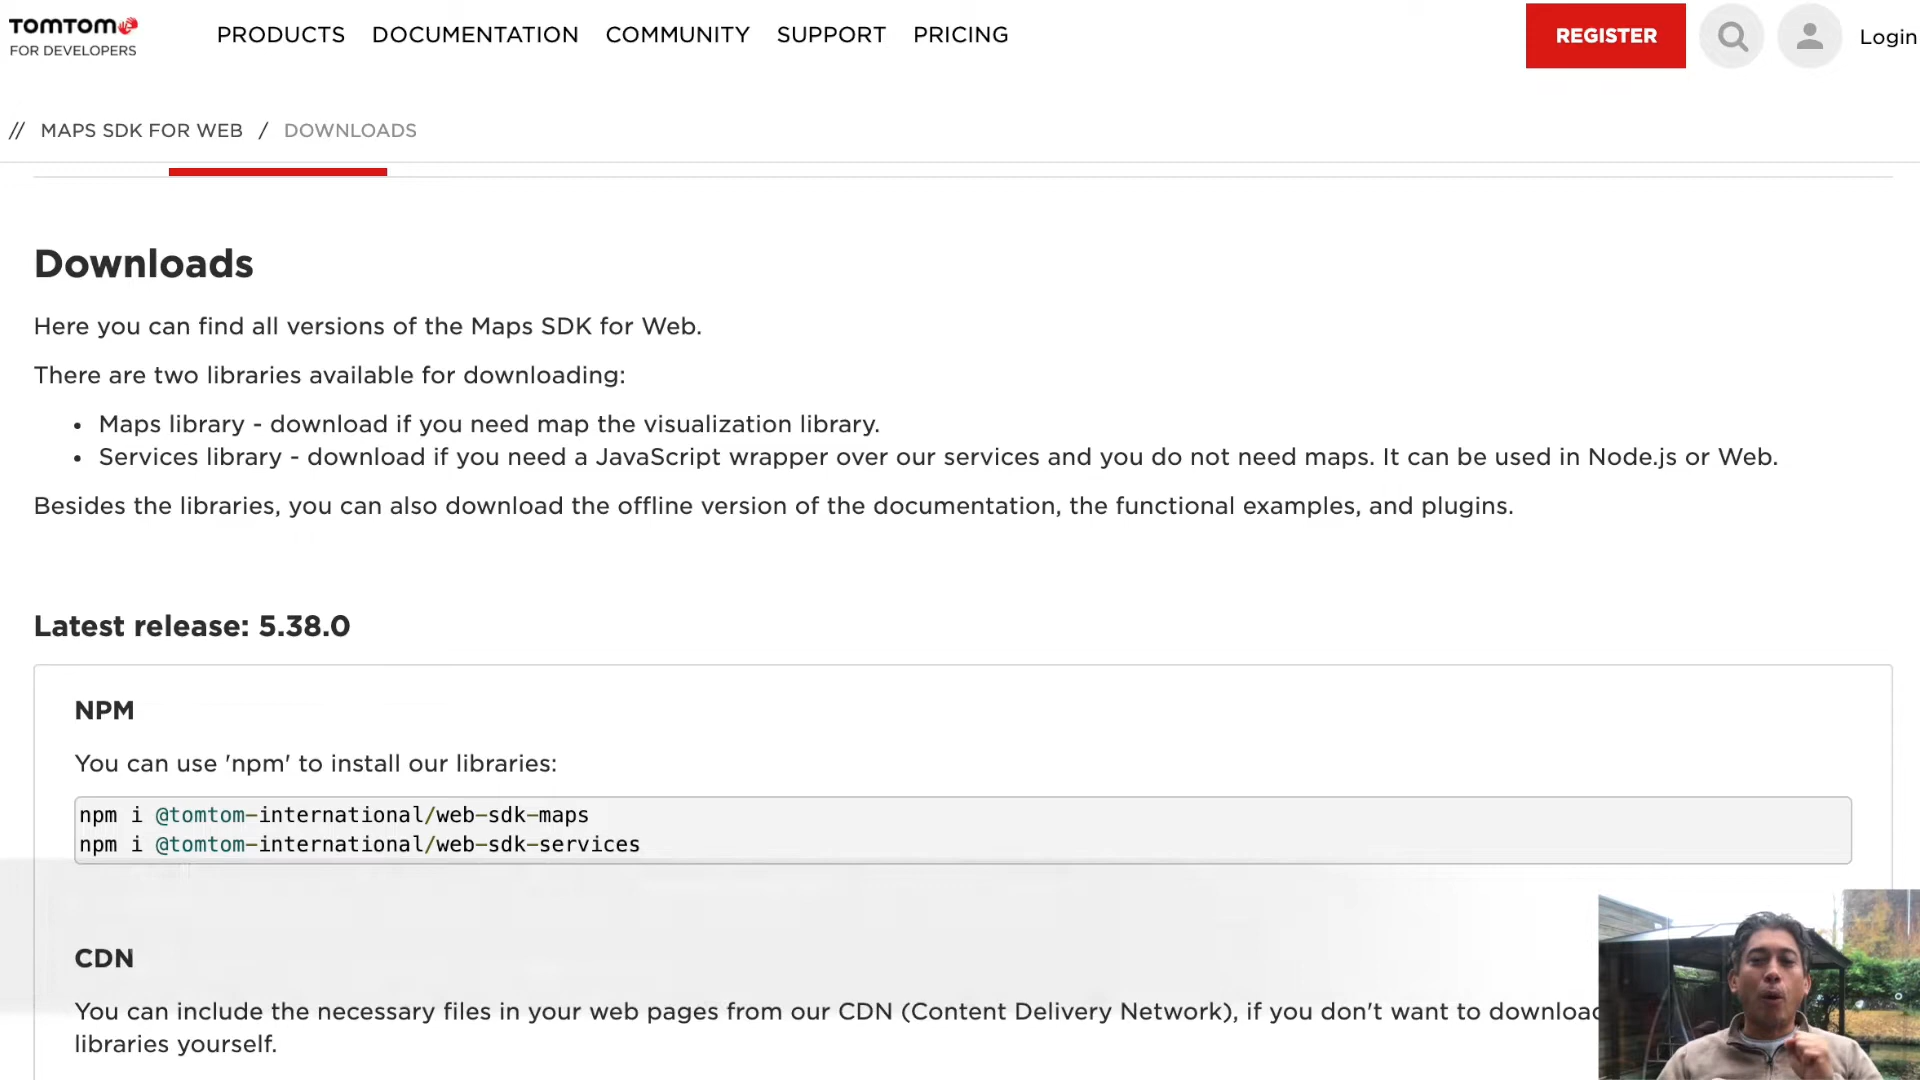 TOMTOM
FOR DEVELOPERS
PRODUCTS DOCUMENTATION COMMUNITY SUPPORT PRICING
REGISTER
Login
// MAPS SDK FOR WEB / DOWNLOADS
Downloads
Here you can find all versions of the Maps SDK for Web.
There are two libraries available for downloading:
• Maps library - download if you need map the visualization library.
• Services library - download if you need a JavaScript wrapper over our services and you do not need maps. It can be used in Node.js or Web.
Besides the libraries, you can also download the offline version of the documentation, the functional examples, and plugins.
Latest release: 5.38.0
NPM
You can use 'npm' to install our libraries:
npm i @tomtom-international/web-sdk-maps
npm i @tomtom-international/web-sdk-services
CDN
You can include the necessary files in your web pages from our CDN (Content Delivery Network), if you don't want to downloa
libraries yourself.